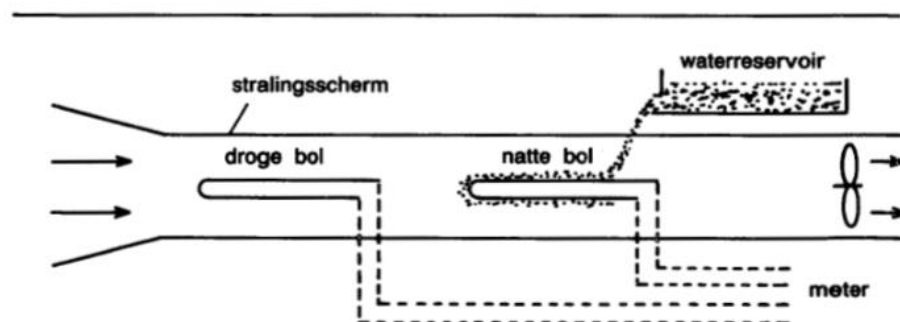 waterreservoir
stralingsscherm
droge bol
natte bol
meter